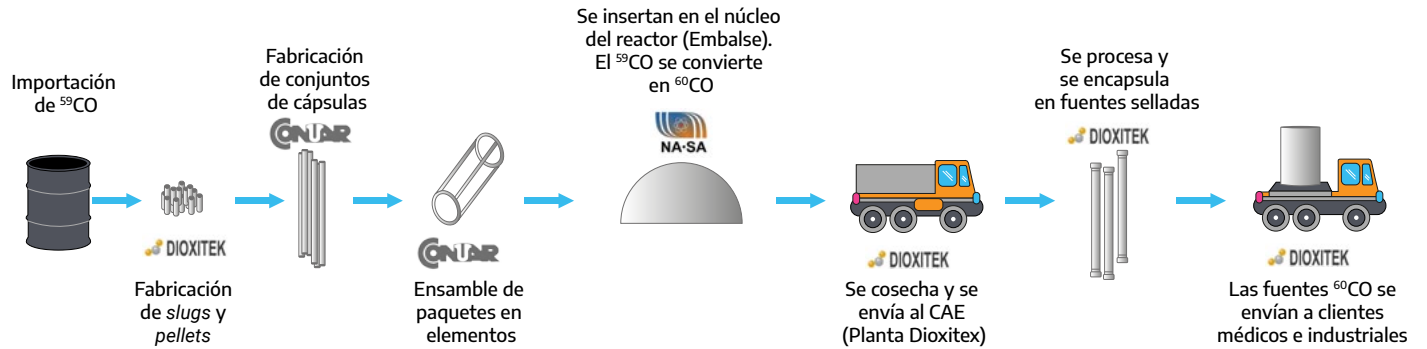 Importación
de ⁵⁹CO
DIOXITEK
Fabricación
de slugs y
pellets
Fabricación
de conjuntos
de cápsulas
CONUAR
CONUAR
Ensamble de
paquetes en
elementos
Se insertan en el núcleo
del reactor (Embalse).
El ⁵⁹CO se convierte
en ⁶⁰CO
NA·SA
DIOXITEK
Se cosecha y se
envía al CAE
(Planta Dioxitex)
Se procesa y
se encapsula
en fuentes selladas
DIOXITEK
DIOXITEK
Las fuentes ⁶⁰CO se
envían a clientes
médicos e industriales